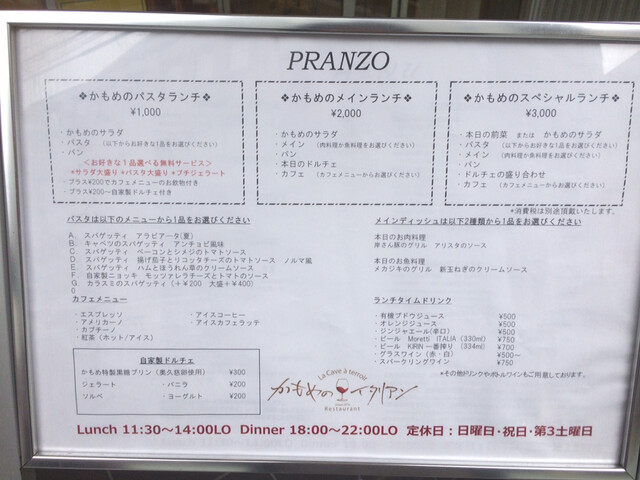 PRANZO
❖かもめのパスタランチ❖
¥1,000
・かもめのサラダ
・パスタ （以下からお好きな1品をお選びください）
・パン
＜お好きな１品選べる無料サービス＞
*サラダ大盛り *パスタ大盛り *プチジェラート
・プラス¥200でカフェメニューのお飲物付き
・プラス¥200～自家製ドルチェ付き
❖かもめのメインランチ❖
¥2,000
・かもめのサラダ
・メイン （肉料理か魚料理からお選びください）
・パン
・本日のドルチェ
・カフェ （カフェメニューからお選びください）
❖かもめのスペシャルランチ❖
¥3,000
・本日の前菜 または かもめのサラダ
・パスタ （以下からお好きな1品をお選びください）
・メイン （肉料理か魚料理からお選びください）
・パン
・ドルチェの盛り合わせ
・カフェ （カフェメニューからお選びください）
*消費税は別途頂戴いたします。
パスタは以下のメニューから1品をお選びください
A. スパゲッティ アラビアータ(夏)
B. キャベツのスパゲッティ アンチョビ風味
C. スパゲッティ ベーコンとシメジのトマトソース
D. スパゲッティ 揚げ茄子とリコッタチーズのトマトソース ノルマ風
E. スパゲッティ ハムとほうれん草のクリームソース
F. 自家製ニョッキ モッツァレラチーズとトマトのソース
G. カラスミのスパゲッティ (＋￥200 大盛＋￥400)
0
カフェメニュー
・エスプレッソ
・アメリカーノ
・カプチーノ
・紅茶（ホット/アイス）
・アイスコーヒー
・アイスカフェラッテ
自家製ドルチェ
かもめ特製黒糖プリン（奥久慈卵使用） ¥300
ジェラート ・バニラ ¥200
ソルベ ・ヨーグルト ¥200
メインディッシュは以下2種類から1品をお選びください
本日のお肉料理
岸さん豚のグリル アリスタのソース
本日のお魚料理
メカジキのグリル 新玉ねぎのクリームソース
ランチタイムドリンク
・有機ブドウジュース ¥500
・オレンジジュース ¥500
・ジンジャエール(辛口) ¥500
・ビール Moretti ITALIA (330ml) ¥750
・ビール KIRIN 一番搾り (334ml) ¥700
・グラスワイン（赤・白） ¥500～
・スパークリングワイン ¥750
*その他ドリンクやボトルワインもご用意しております。
La Cave à terroir
かもめのイタリアン
Restaurant
Lunch 11:30～14:00LO Dinner 18:00～22:00LO 定休日：日曜日・祝日・第3土曜日